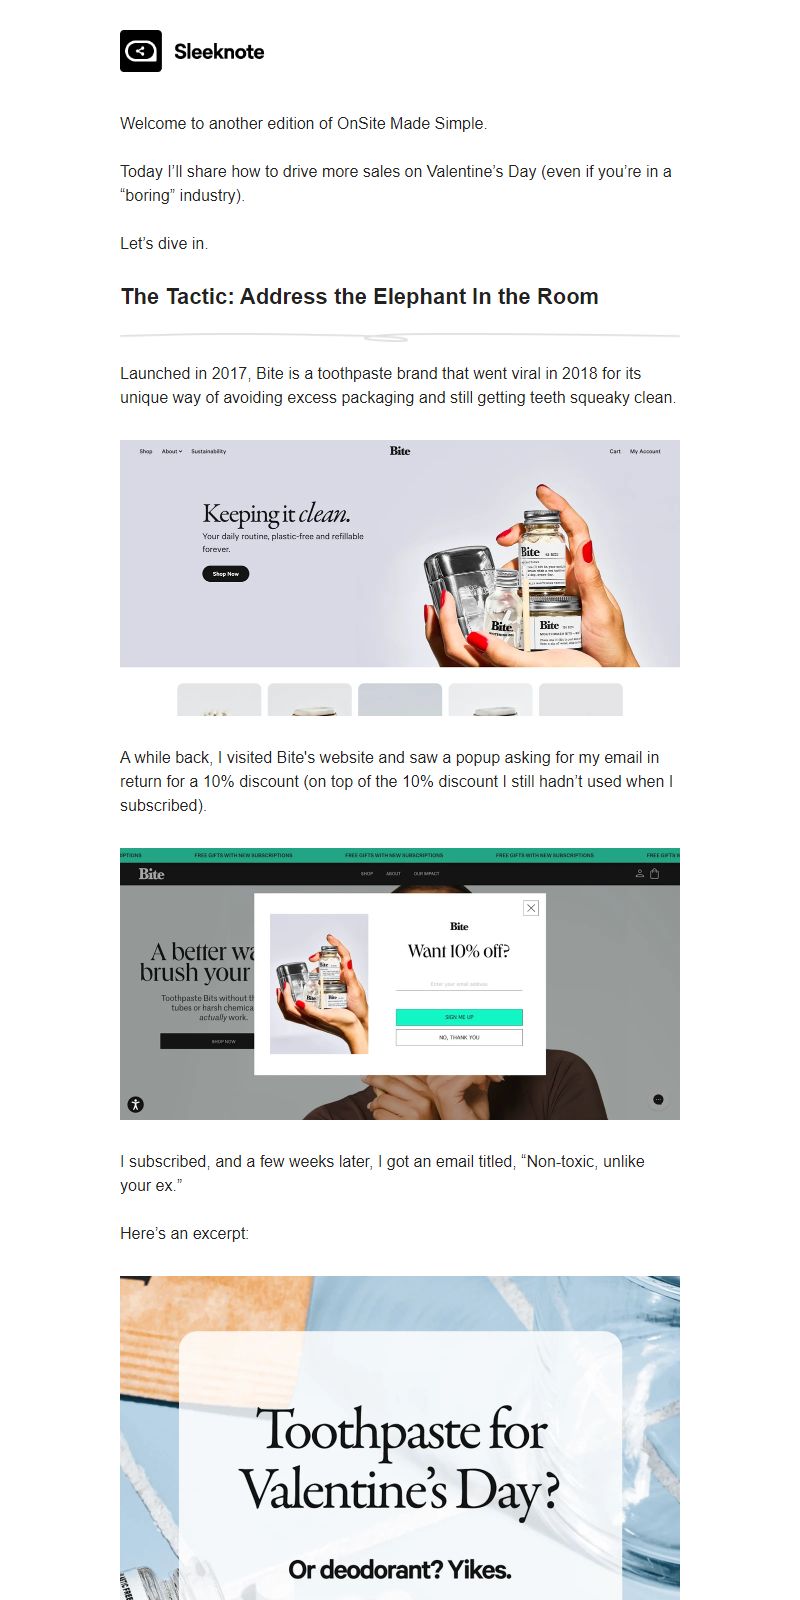 Sleeknote
Welcome to another edition of OnSite Made Simple.
Today I’ll share how to drive more sales on Valentine’s Day (even if you’re in a
“boring” industry).
Let’s dive in.
The Tactic: Address the Elephant In the Room
Launched in 2017, Bite is a toothpaste brand that went viral in 2018 for its
unique way of avoiding excess packaging and still getting teeth squeaky clean.
Shop About Sustainability Bite Cart My Account
Keeping it clean.
Your daily routine, plastic-free and refillable
forever.
Shop Now
Bite
Bite
Bite
A while back, I visited Bite's website and saw a popup asking for my email in
return for a 10% discount (on top of the 10% discount I still hadn’t used when I
subscribed).
IPTIONS FREE GIFTS WITH NEW SUBSCRIPTIONS FREE GIFTS WITH NEW SUBSCRIPTIONS FREE GIFTS WITH NEW SUBSCRIPTIONS FREE GIFTS WITH NEW S
Bite SHOP ABOUT OUR IMPACT
A better wa
brush your
Toothpaste Bits without th
tubes or harsh chemica
actually work.
SHOP NOW
Bite
Want 10% off?
Enter your email address
SIGN ME UP
NO, THANK YOU
Bite
Bite
Bite
I subscribed, and a few weeks later, I got an email titled, “Non-toxic, unlike
your ex.”
Here’s an excerpt:
Toothpaste for
Valentine’s Day?
Or deodorant? Yikes.